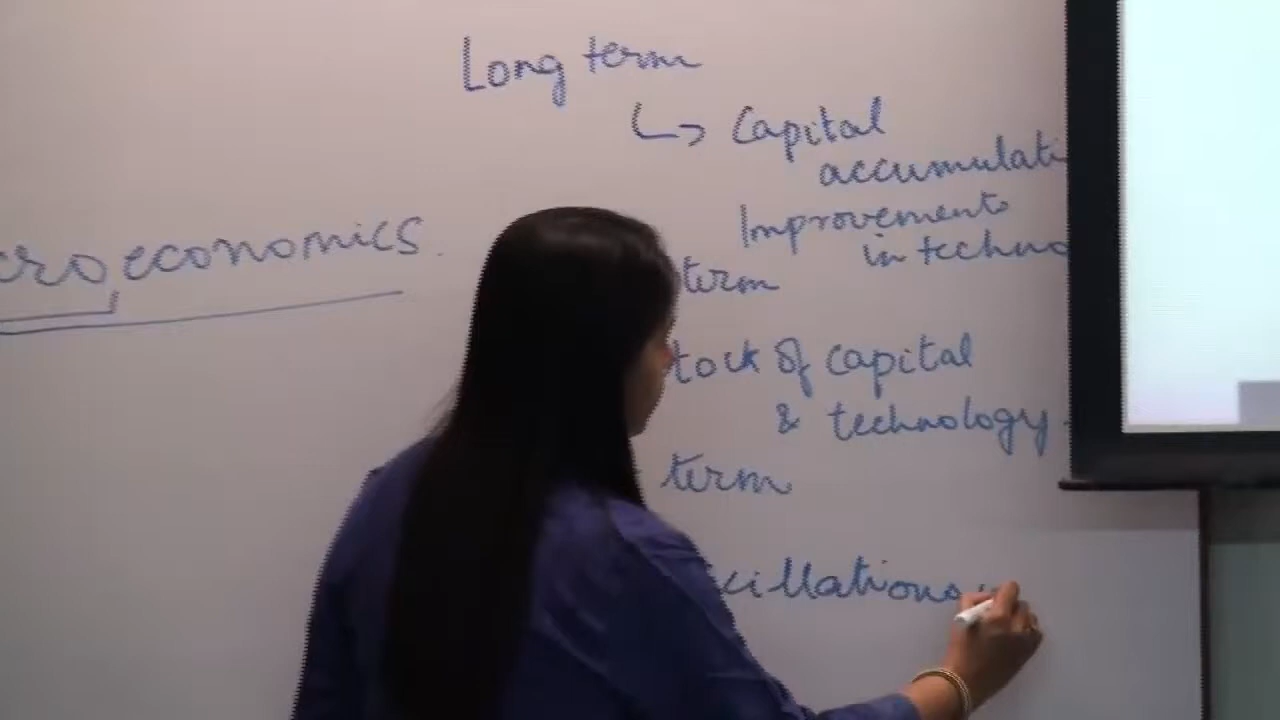 Long term
↳ Capital
accumulati
Improvements
in techno
croeconomics.
term
tock of capital
& technology
term
cillations